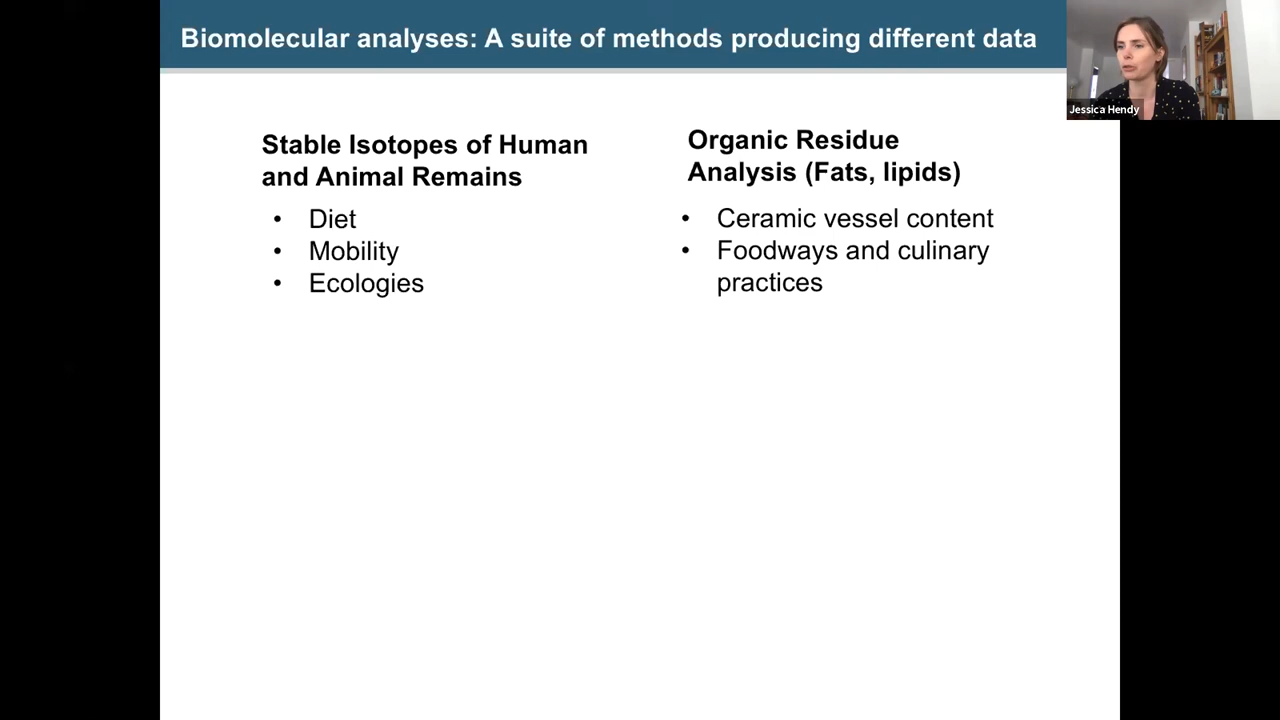 Biomolecular analyses: A suite of methods producing different data
Jessica Hendy
Stable Isotopes of Human
and Animal Remains
• Diet
• Mobility
• Ecologies
Organic Residue
Analysis (Fats, lipids)
• Ceramic vessel content
• Foodways and culinary
practices